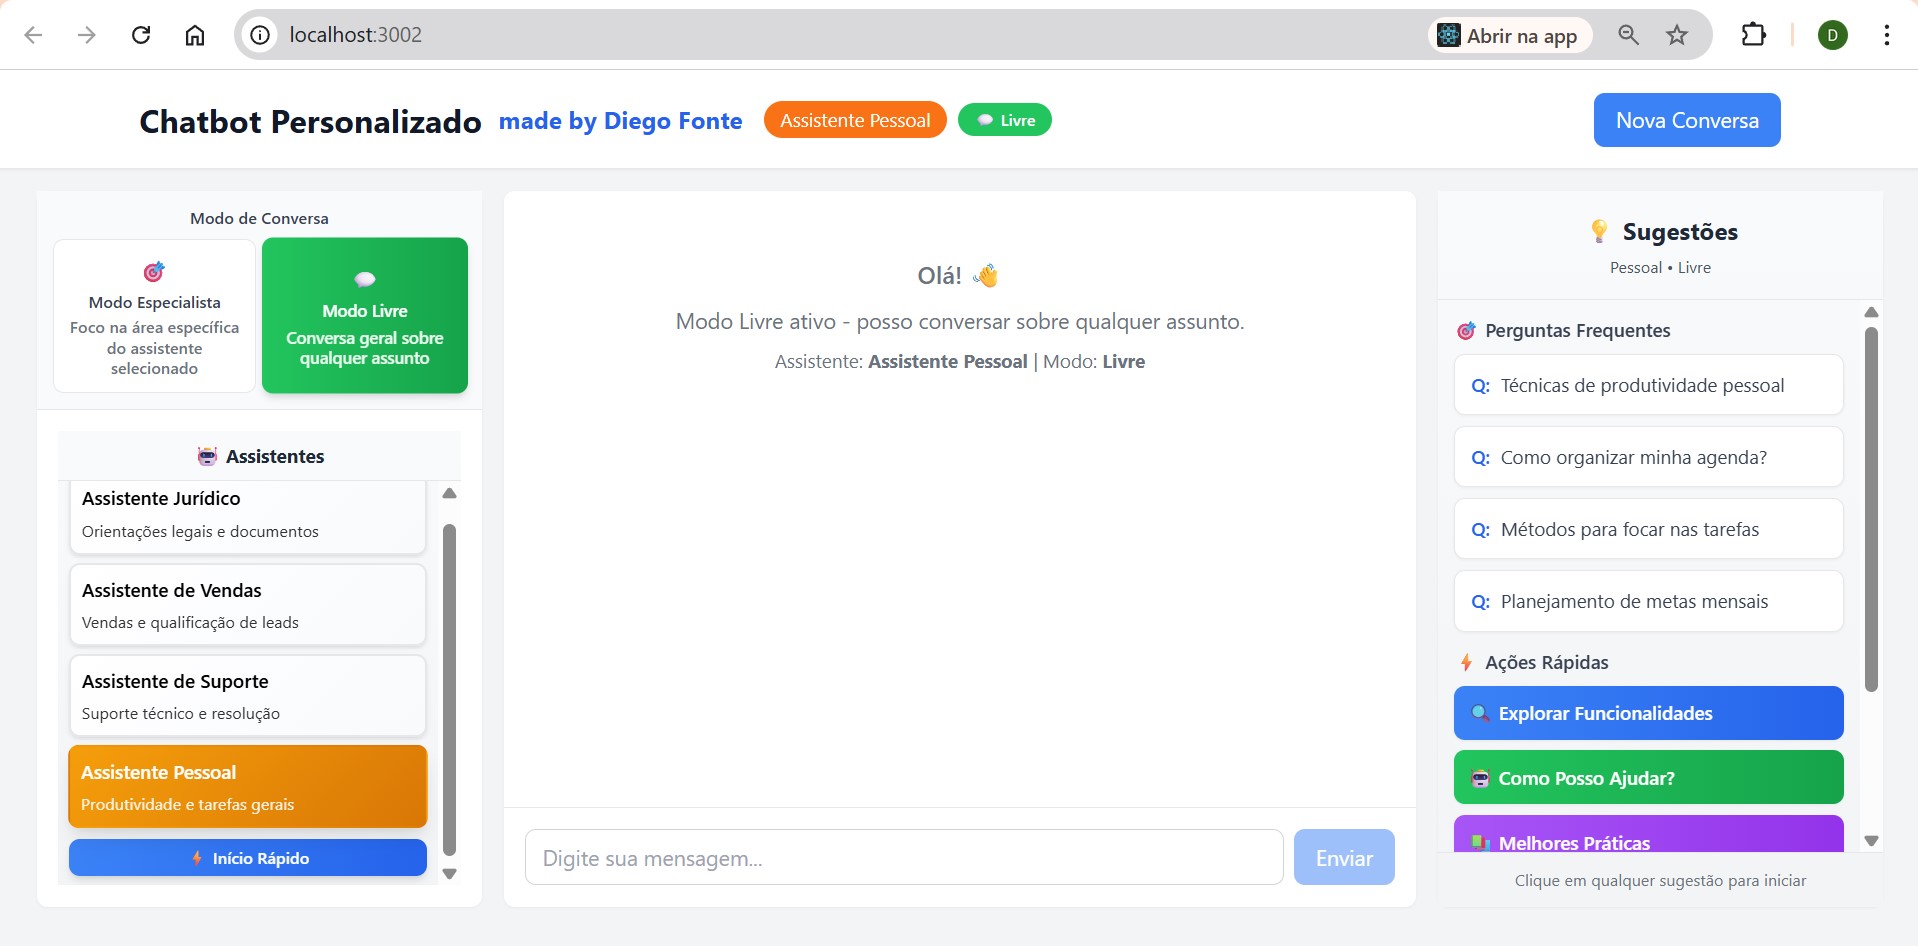 localhost:3002
Abrir na app
D
Chatbot Personalizado made by Diego Fonte
Assistente Pessoal
Livre
Nova Conversa
Modo de Conversa
Modo Especialista
Foco na área específica
do assistente
selecionado
Modo Livre
Conversa geral sobre
qualquer assunto
Assistentes
Assistente Jurídico
Orientações legais e documentos
Assistente de Vendas
Vendas e qualificação de leads
Assistente de Suporte
Suporte técnico e resolução
Assistente Pessoal
Produtividade e tarefas gerais
Início Rápido
Olá!
Modo Livre ativo - posso conversar sobre qualquer assunto.
Assistente: Assistente Pessoal | Modo: Livre
Digite sua mensagem...
Enviar
Sugestões
Pessoal • Livre
Perguntas Frequentes
Q: Técnicas de produtividade pessoal
Q: Como organizar minha agenda?
Q: Métodos para focar nas tarefas
Q: Planejamento de metas mensais
Ações Rápidas
Explorar Funcionalidades
Como Posso Ajudar?
Melhores Práticas
Clique em qualquer sugestão para iniciar